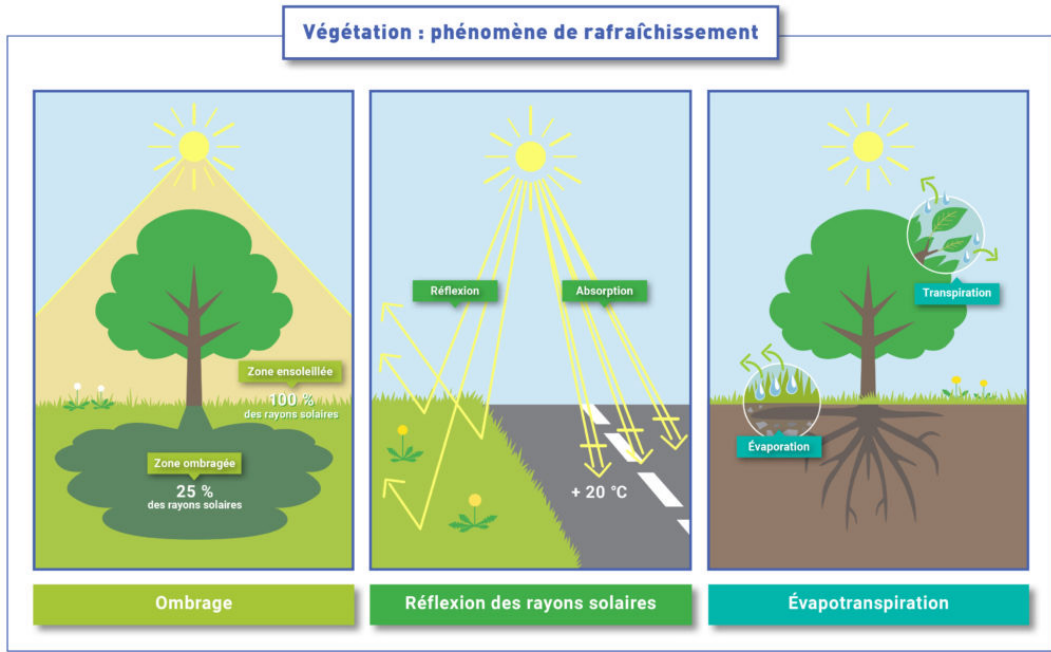 Végétation : phénomène de rafraîchissement
Zone ensoleillée
100 %
des rayons solaires
Zone ombragée
25 %
des rayons solaires
Ombrage
Réflexion
Absorption
+ 20 °C
Réflexion des rayons solaires
Transpiration
Évaporation
Évapotranspiration